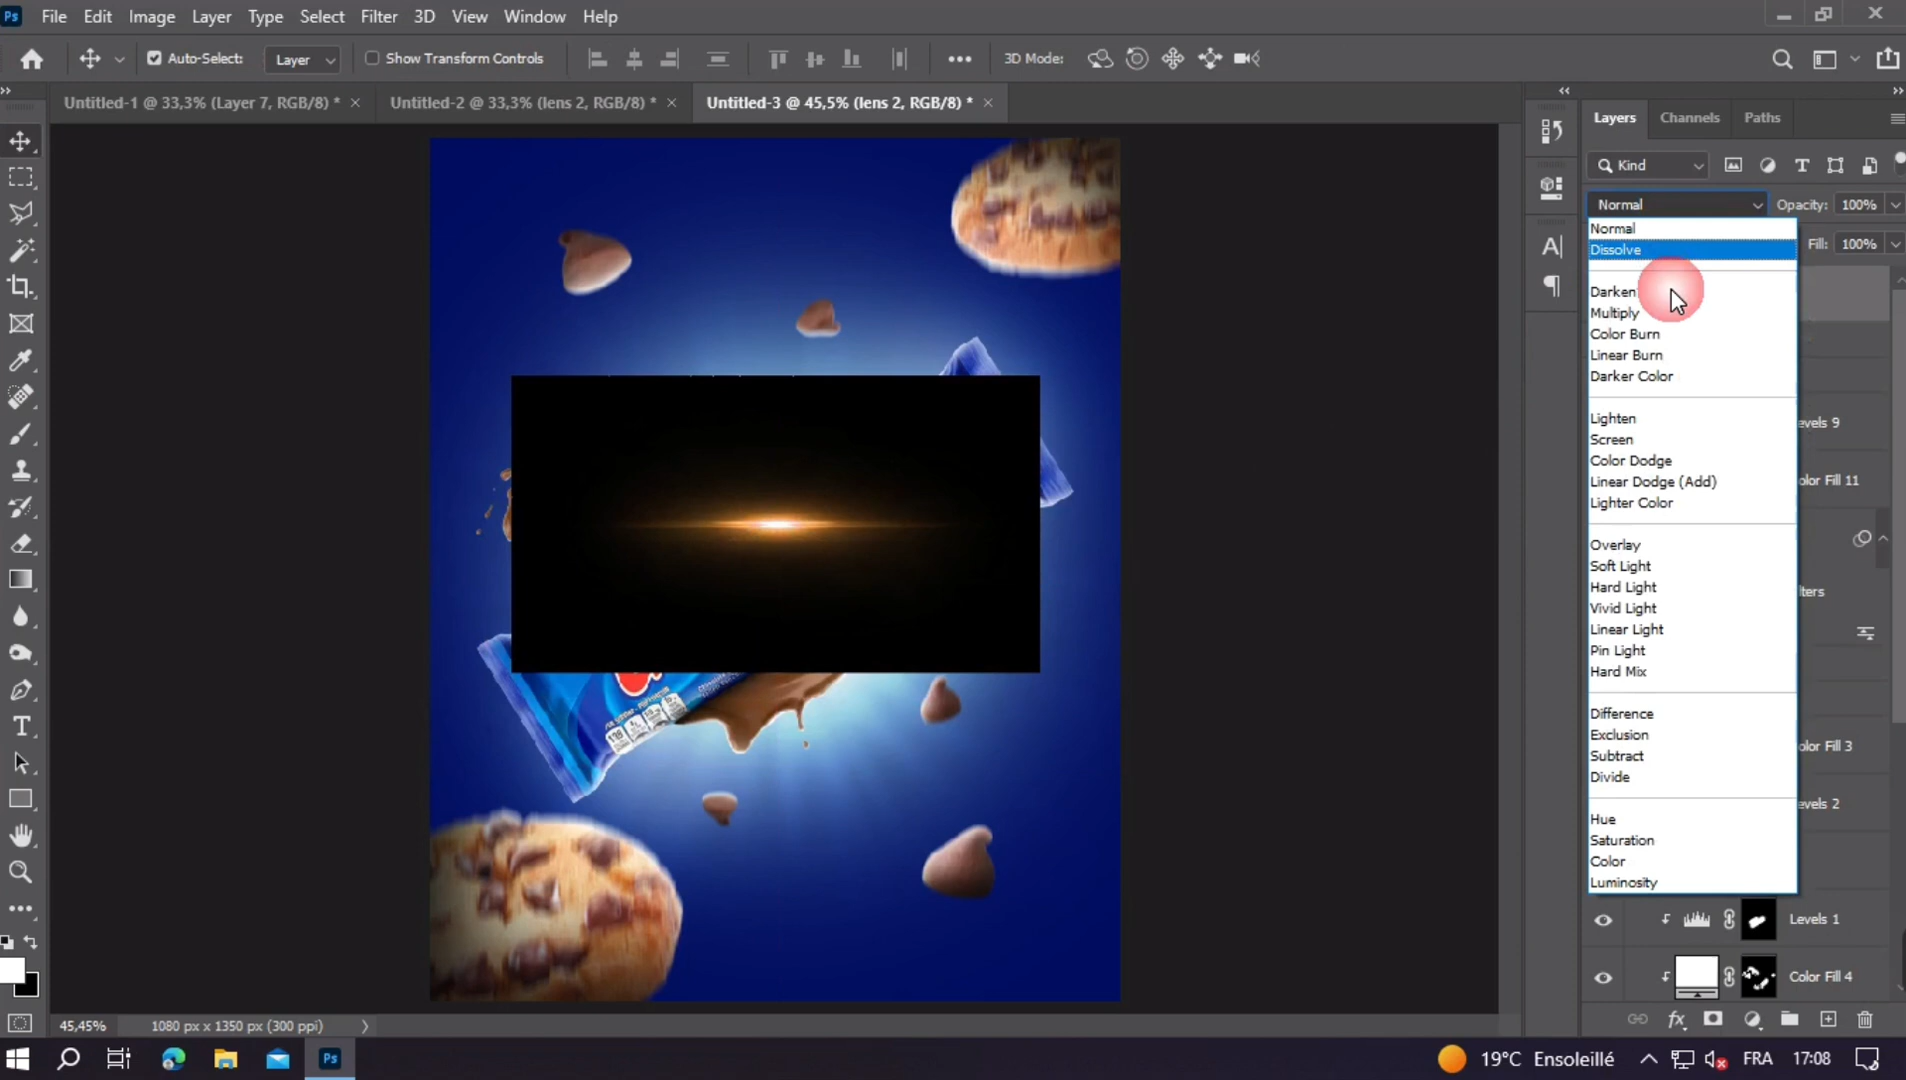 Ps File Edit Image Layer Type Select Filter 3D View Window Help
Auto-Select: Layer Show Transform Controls 3D Mode:
Untitled-1 @ 33,3% (Layer 7, RGB/8) * Untitled-2 @ 33,3% (lens 2, RGB/8) * Untitled-3 @ 45,5% (lens 2, RGB/8) *
Layers Channels Paths
Kind
Normal Opacity: 100%
Fill: 100%
Normal
Dissolve
Darken
Multiply
Color Burn
Linear Burn
Darker Color
Lighten
Screen
Color Dodge
Linear Dodge (Add)
Lighter Color
Overlay
Soft Light
Hard Light
Vivid Light
Linear Light
Pin Light
Hard Mix
Difference
Exclusion
Subtract
Divide
Hue
Saturation
Color
Luminosity
evels 9
olor Fill 11
lters
olor Fill 3
evels 2
Levels 1
Color Fill 4
fx
45,45% 1080 px x 1350 px (300 ppi)
Ps 19°C Ensoleillé FRA 17:08